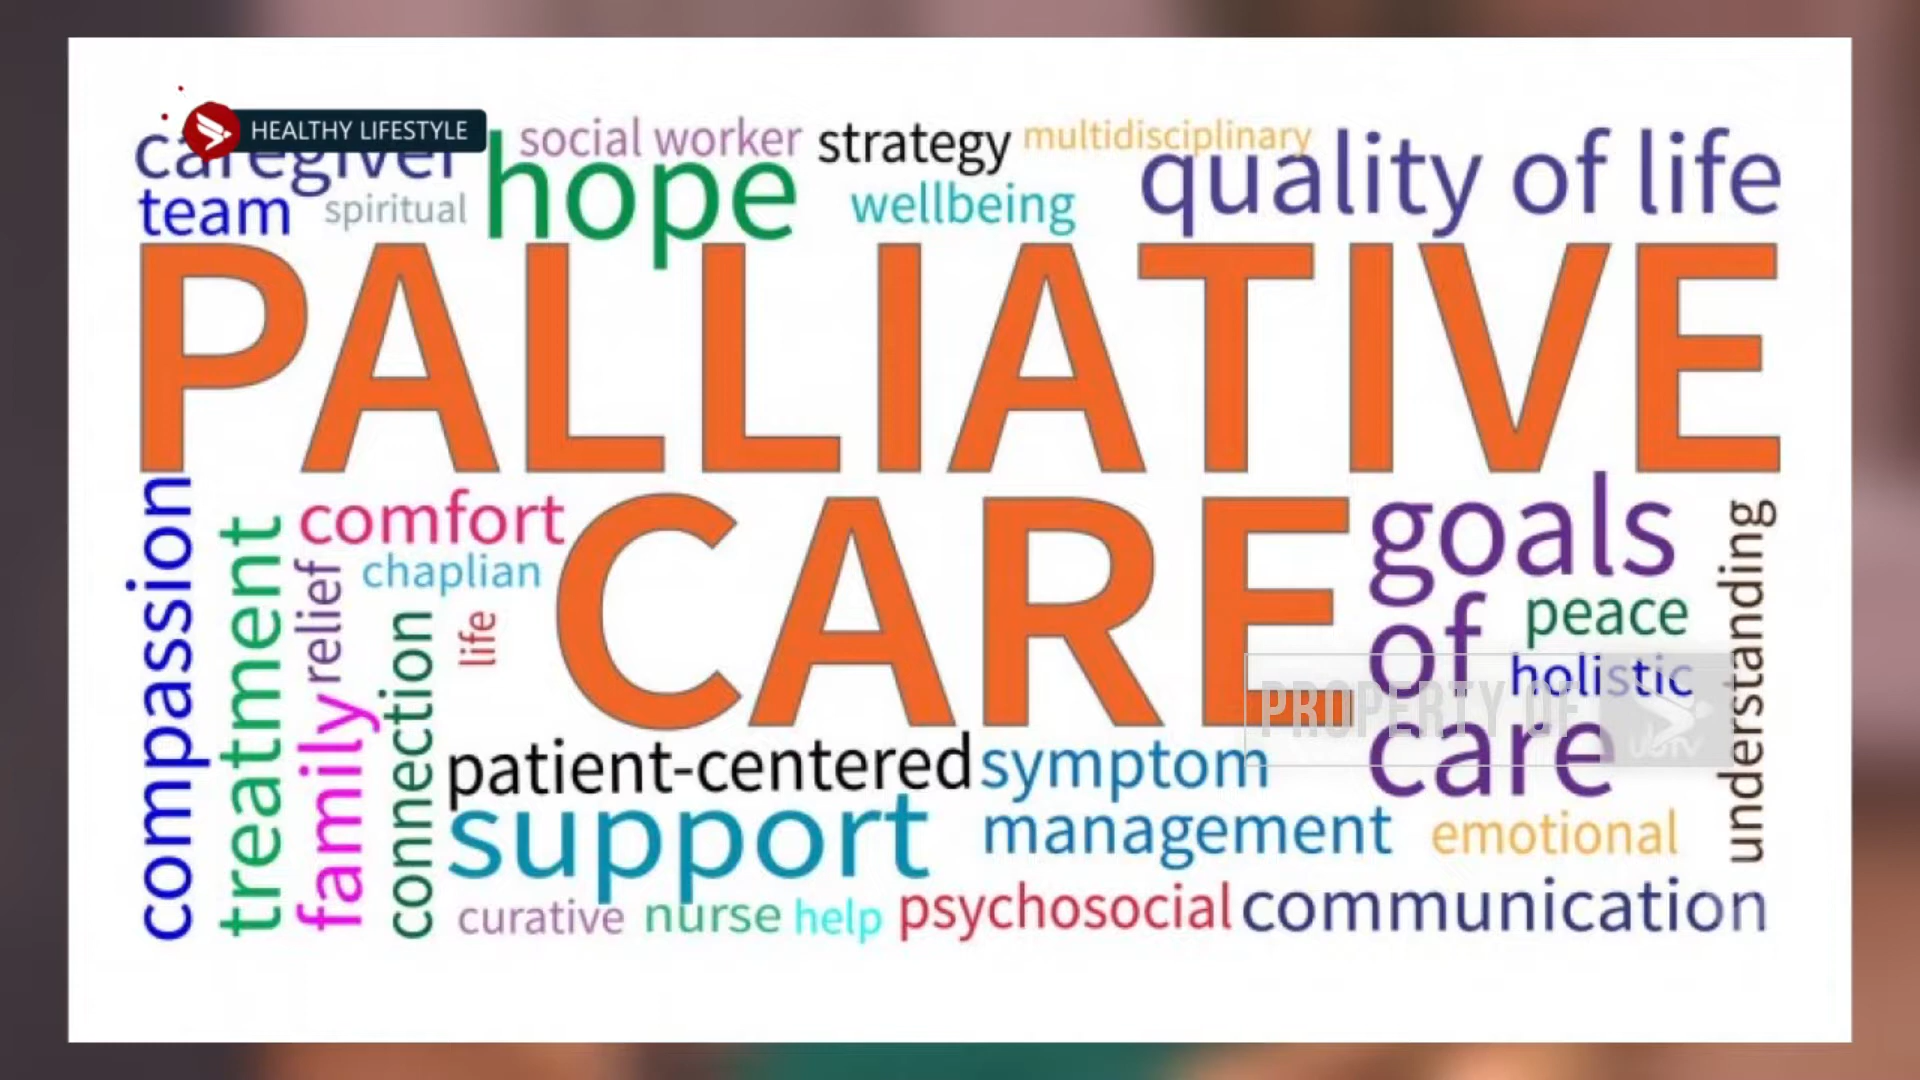 HEALTHY LIFESTYLE
caregiver
social worker
strategy
multidisciplinary
quality of life
team
spiritual
hope
wellbeing
PALLIATIVE
CARE
compassion
treatment
comfort
relief
chaplian
family
connection
life
goals
of
care
peace
holistic
understanding
patient-centered
symptom
management
support
emotional
curative
nurse
help
psychosocial
communication
PROPERTY OF